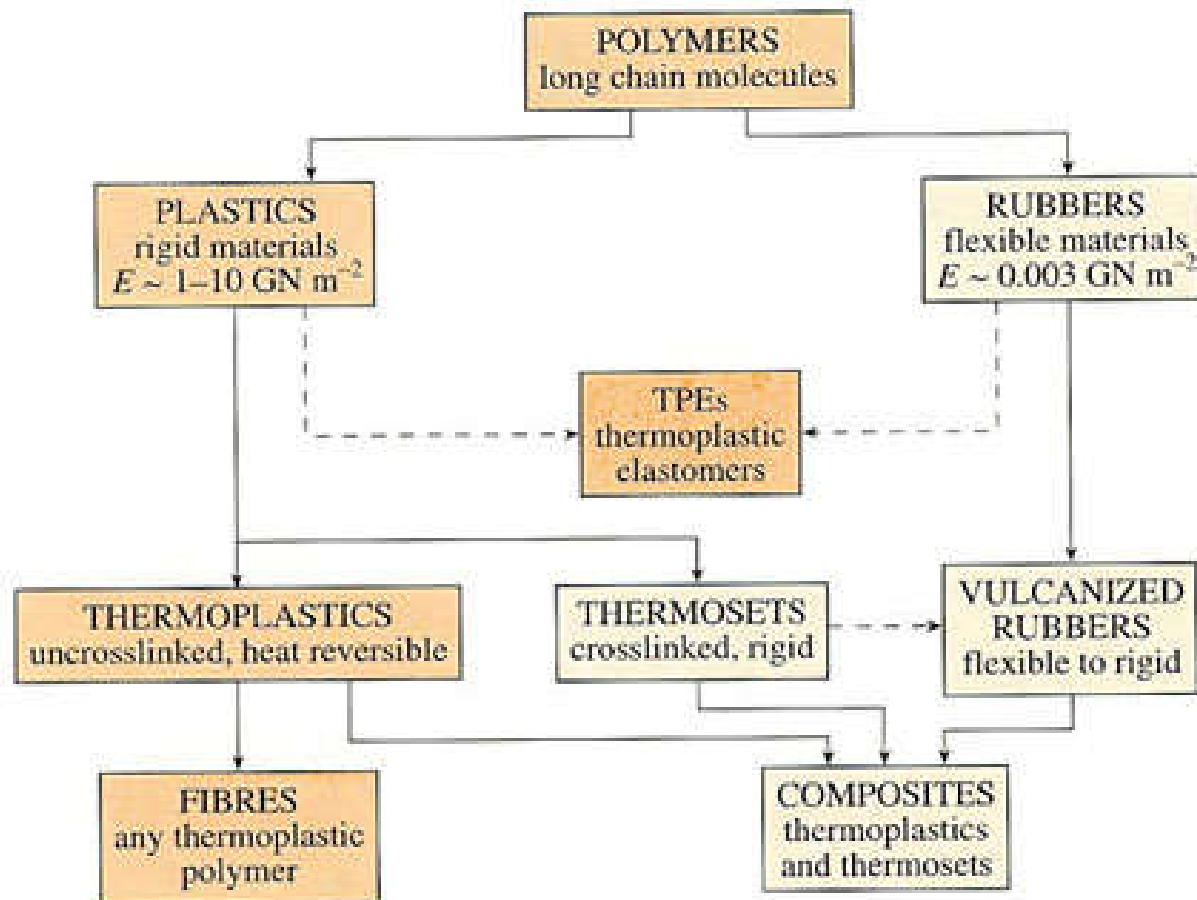 POLYMERS
long chain molecules
PLASTICS
rigid materials
E ~ 1–10 GN m⁻²
RUBBERS
flexible materials
E ~ 0.003 GN m⁻²
TPEs
thermoplastic
elastomers
THERMOPLASTICS
uncrosslinked, heat reversible
THERMOSETS
crosslinked, rigid
VULCANIZED
RUBBERS
flexible to rigid
FIBRES
any thermoplastic
polymer
COMPOSITES
thermoplastics
and thermosets